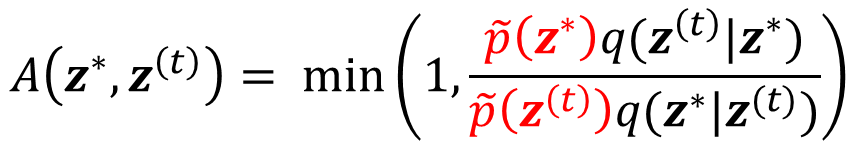 A(z*, z^(t)) = min(1, p̃(z*)q(z^(t)|z*) / p̃(z^(t))q(z*|z^(t)))